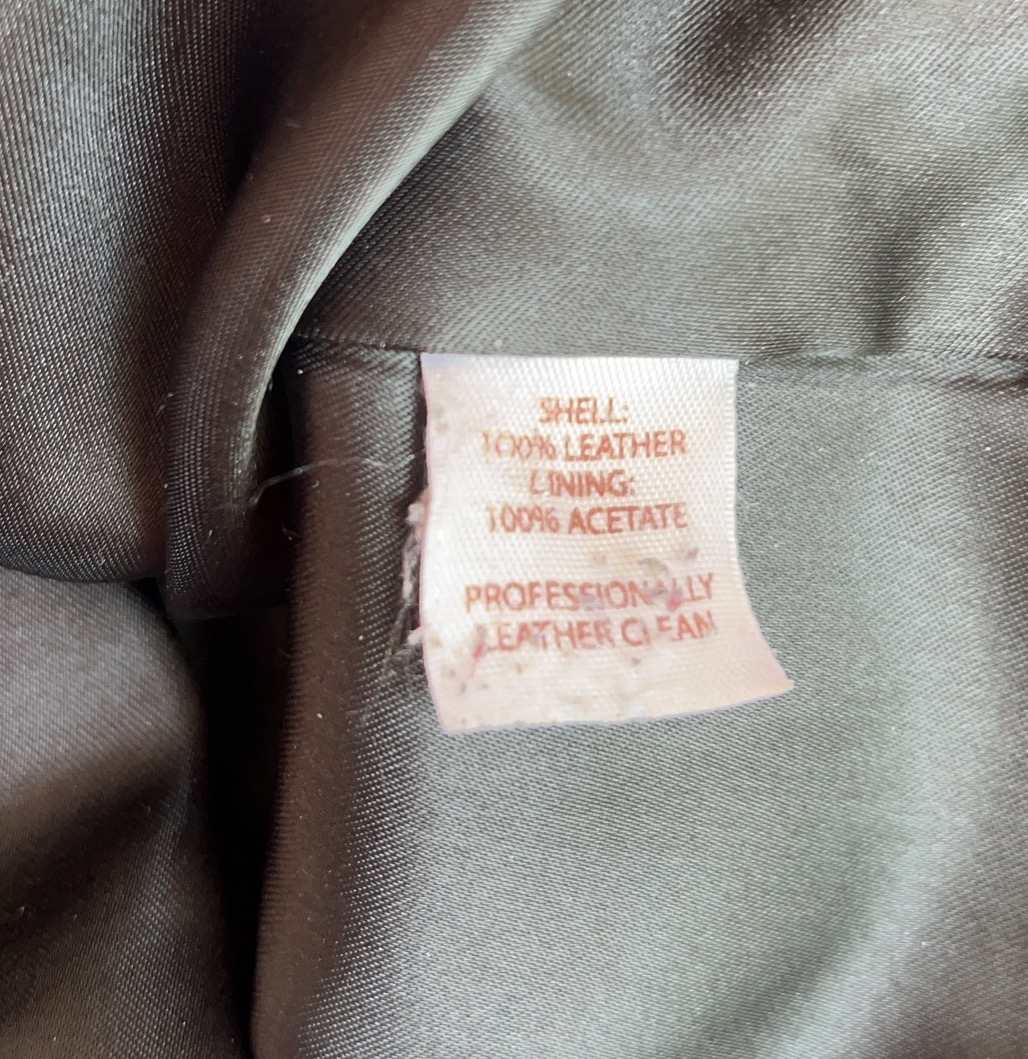 SHELL:
100% LEATHER
LINING:
100% ACETATE
PROFESSIONALLY
LEATHER CLEAN